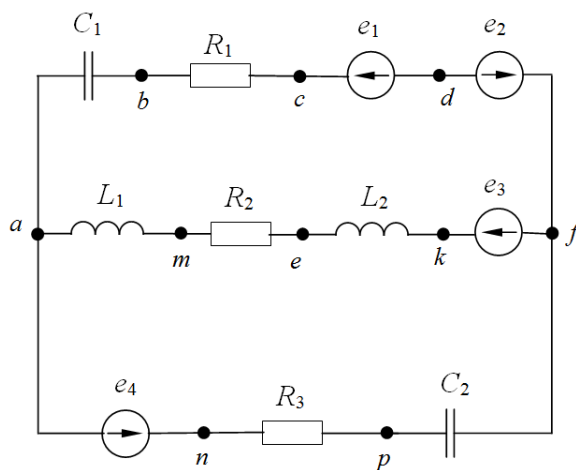 C₁ R₁ e₁ e₂
b c d
L₁ R₂ L₂ e₃
a m e k f
e₄ R₃ C₂
n p